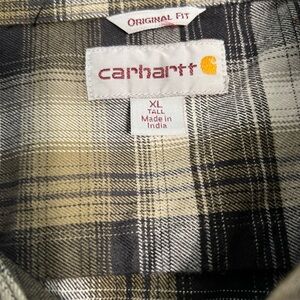 ORIGINAL FIT
carhartt
XL
TALL
Made in
India